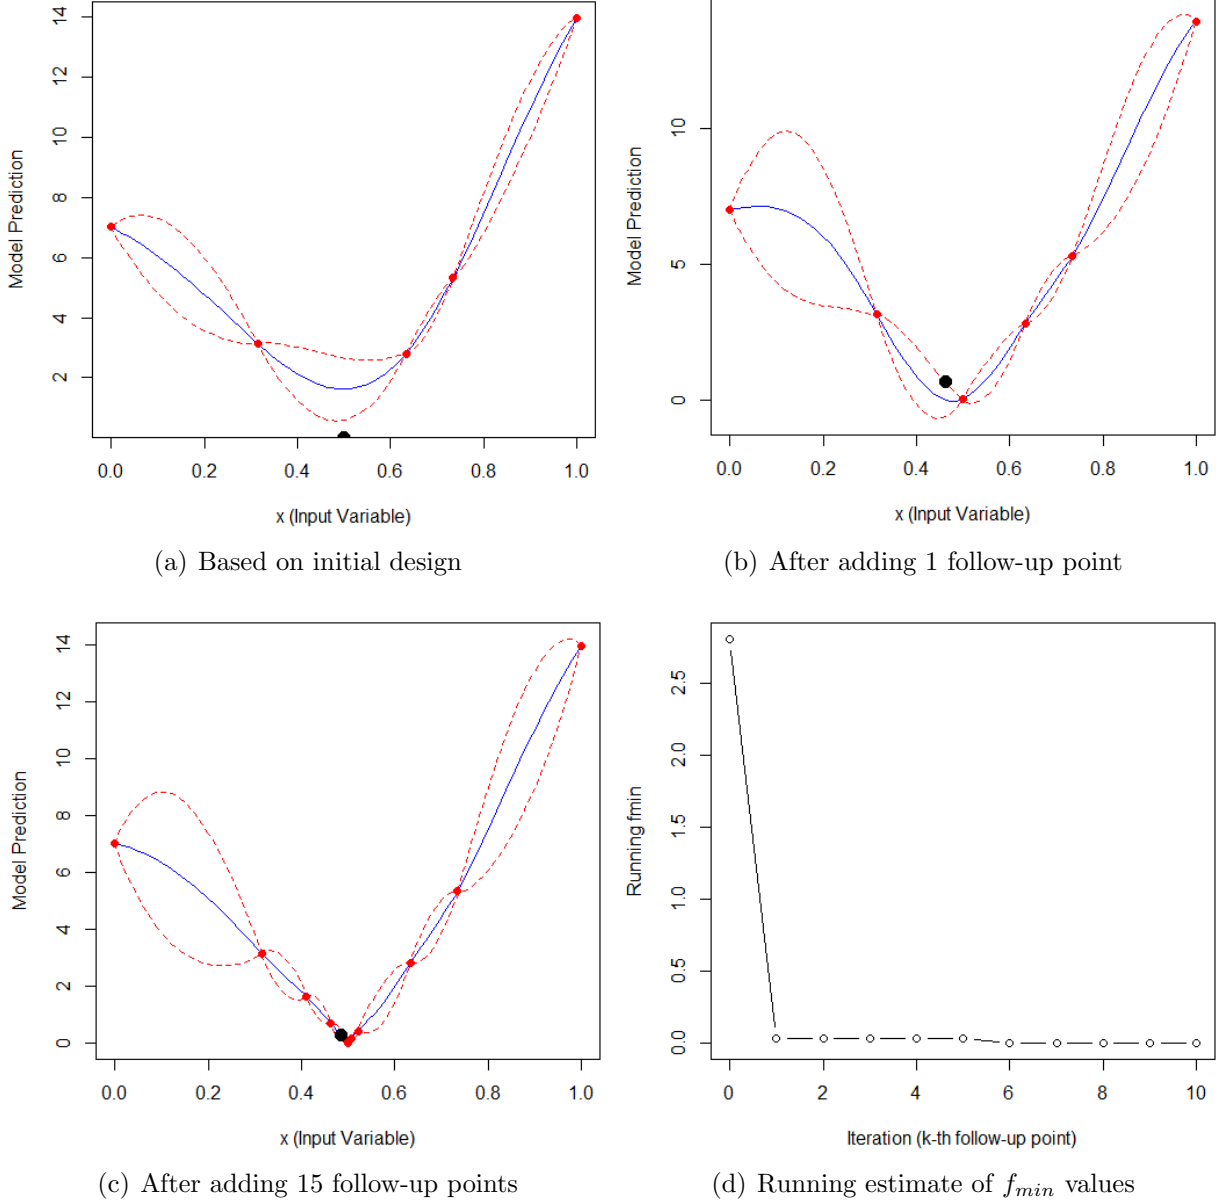 14
12
10
8
6
4
2
Model Prediction
0.0 0.2 0.4 0.6 0.8 1.0
x (Input Variable)
(a) Based on initial design
10
5
0
Model Prediction
0.0 0.2 0.4 0.6 0.8 1.0
x (Input Variable)
(b) After adding 1 follow-up point
14
12
10
8
6
4
2
0
Model Prediction
0.0 0.2 0.4 0.6 0.8 1.0
x (Input Variable)
(c) After adding 15 follow-up points
2.5
2.0
1.5
1.0
0.5
0.0
Running fmin
0 2 4 6 8 10
Iteration (k-th follow-up point)
(d) Running estimate of f_{min} values